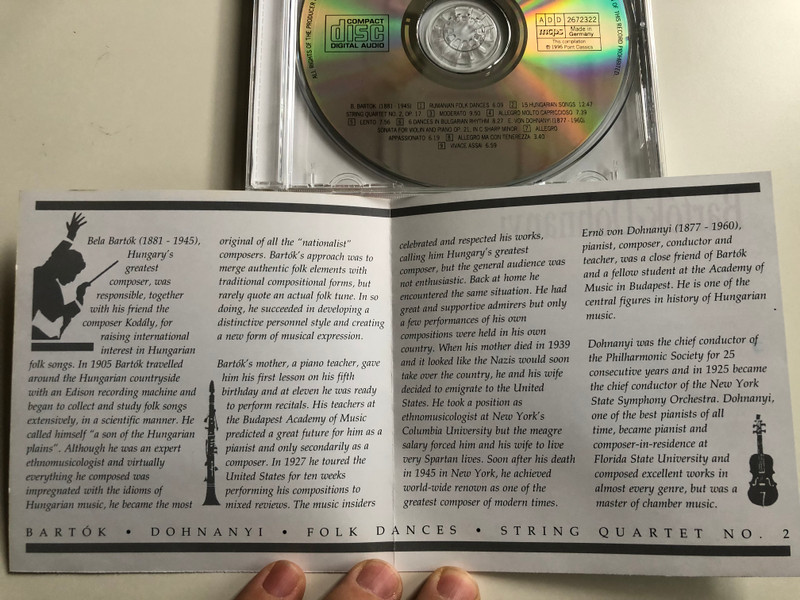 ALL RIGHTS OF THE PRODUCER
OF THIS RECORD PROHIBITED
COMPACT
disc
DIGITAL AUDIO
ADD 2672322
mcps Made in
Germany
This compilation
© 1996 Point Classics
B. BARTOK (1881 - 1945) 1 RUMANIAN FOLK DANCES 6.03 2 15 HUNGARIAN SONGS 12.47
STRING QUARTET NO. 2, OP. 17 3 MODERATO 9.50 4 ALLEGRO MOLTO CAPRICCIOSO 7.39
5 LENTO 7.56 6 6 DANCES IN BULGARIAN RHYTHM 8.27 E. VON DOHNANYI (1877 - 1960)
SONATA FOR VIOLIN AND PIANO OP. 21, IN C SHARP MINOR 7 ALLEGRO
APPASSIONATO 6.19 8 ALLEGRO MA CON TENEREZZA
9 VIVACE ASSAI 6.59
Bela Bartók (1881 - 1945),
Hungary's
greatest
composer, was
responsible, together
with his friend the
composer Kodály, for
raising international
interest in Hungarian
folk songs. In 1905 Bartók travelled
around the Hungarian countryside
with an Edison recording machine and
began to collect and study folk songs
extensively, in a scientific manner. He
called himself "a son of the Hungarian
plains". Although he was an expert
ethnomusicologist and virtually
everything he composed was
impregnated with the idioms of
Hungarian music, he became the most
original of all the "nationalist"
composers. Bartók's approach was to
merge authentic folk elements with
traditional compositional forms, but
rarely quote an actual folk tune. In so
doing, he succeeded in developing a
distinctive personnel style and creating
a new form of musical expression.
Bartók's mother, a piano teacher, gave
him his first lesson on his fifth
birthday and at eleven he was ready
to perform recitals. His teachers at
the Budapest Academy of Music
predicted a great future for him as a
pianist and only secondarily as a
composer. In 1927 he toured the
United States for ten weeks
performing his compositions to
mixed reviews. The music insiders
celebrated and respected his works,
calling him Hungary's greatest
composer, but the general audience was
not enthusiastic. Back at home he
encountered the same situation. He had
great and supportive admirers but only
a few performances of his own
compositions were held in his own
country. When his mother died in 1939
and it looked like the Nazis would soon
take over the country, he and his wife
decided to emigrate to the United
States. He took a position as
ethnomusicologist at New York's
Columbia University but the meagre
salary forced him and his wife to live
very Spartan lives. Soon after his death
in 1945 in New York, he achieved
world-wide renown as one of the
greatest composer of modern times.
Ernö von Dohnanyi (1877 - 1960),
pianist, composer, conductor and
teacher, was a close friend of Bartók
and a fellow student at the Academy of
Music in Budapest. He is one of the
central figures in history of Hungarian
music.
Dohnanyi was the chief conductor of
the Philharmonic Society for 25
consecutive years and in 1925 became
the chief conductor of the New York
State Symphony Orchestra. Dohnanyi,
one of the best pianists of all
time, became pianist and
composer-in-residence at
Florida State University and
composed excellent works in
almost every genre, but was a
master of chamber music.
BARTÓK • DOHNANYI • FOLK DANCES • STRING QUARTET NO. 2